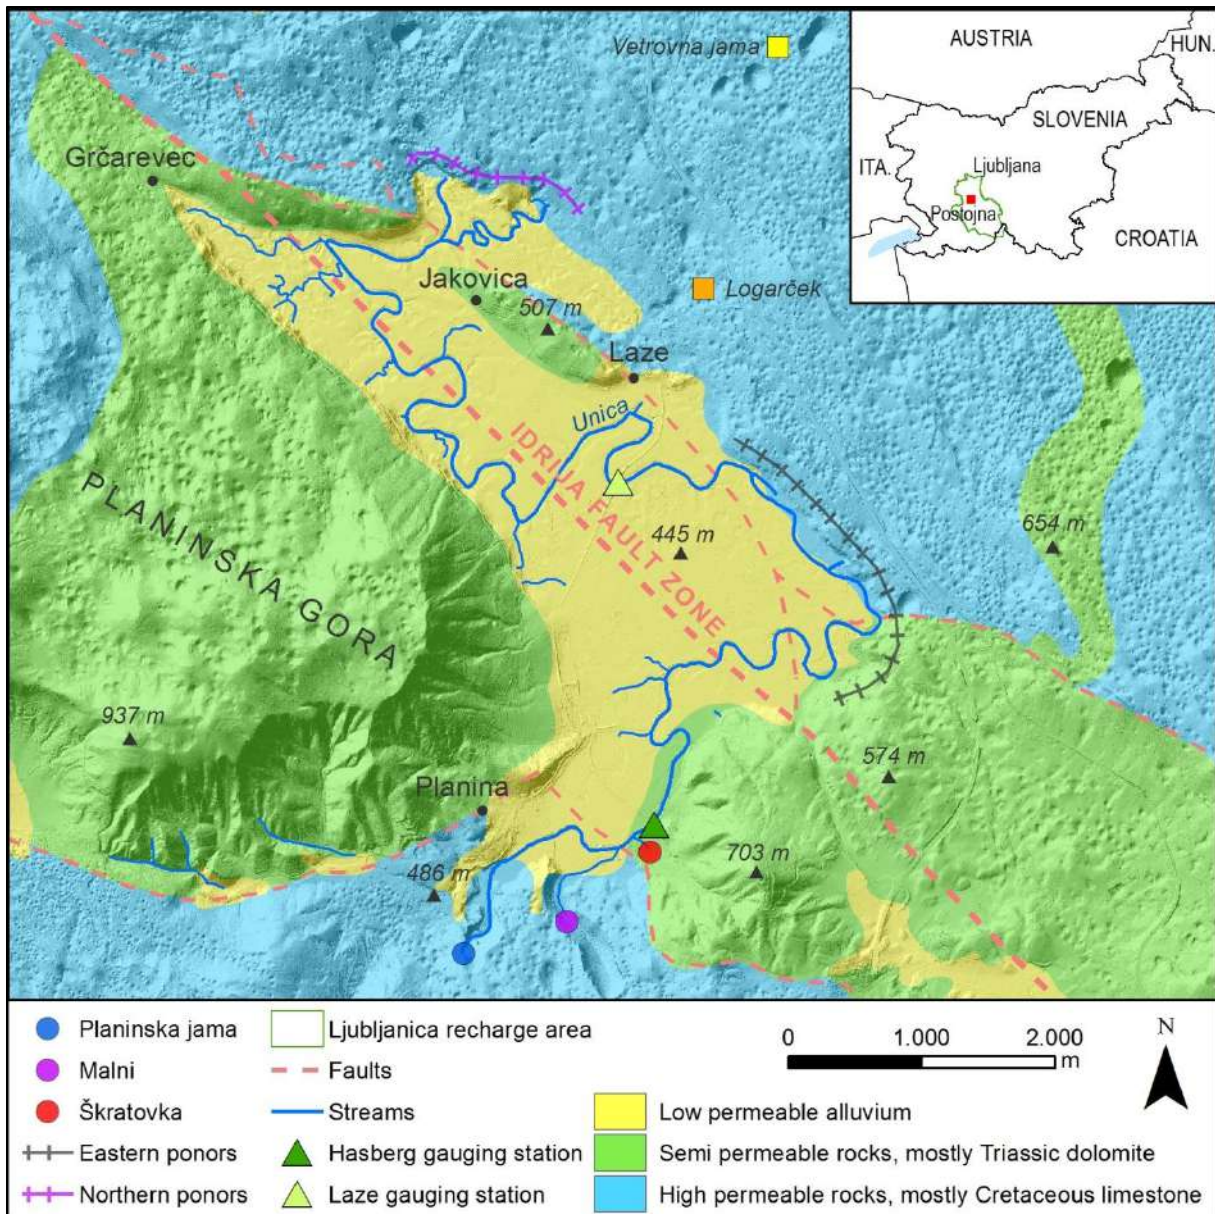 Vetrovna jama
AUSTRIA
HUN.
SLOVENIA
Ljubljana
ITA.
Postojna
CROATIA
Grčarevec
Jakovica
507 m
Logarček
Laze
Unica
IDRIJA FAULT ZONE
PLANINSKA GORA
445 m
654 m
937 m
574 m
Planina
703 m
486 m
Planinska jama
Malni
Škratovka
Eastern ponors
Northern ponors
Ljubljanica recharge area
Faults
Streams
Hasberg gauging station
Laze gauging station
0 1.000 2.000
m
N
Low permeable alluvium
Semi permeable rocks, mostly Triassic dolomite
High permeable rocks, mostly Cretaceous limestone